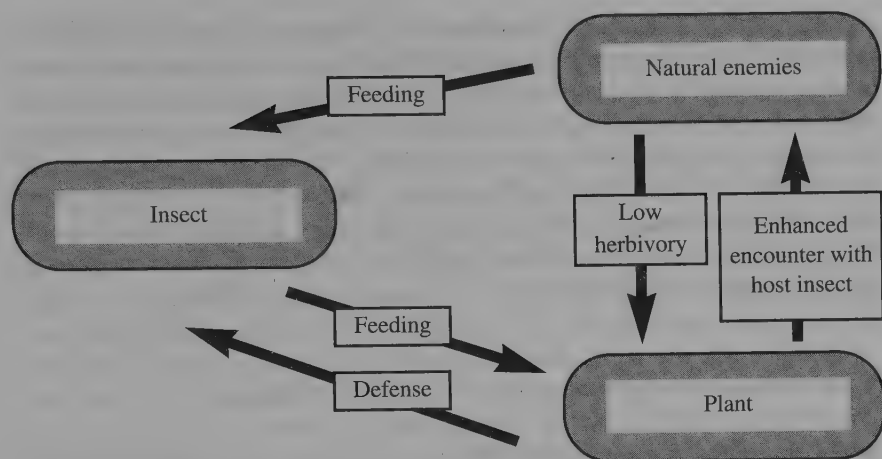 Natural enemies
Feeding
Insect
Low
herbivory
Enhanced
encounter with
host insect
Feeding
Defense
Plant